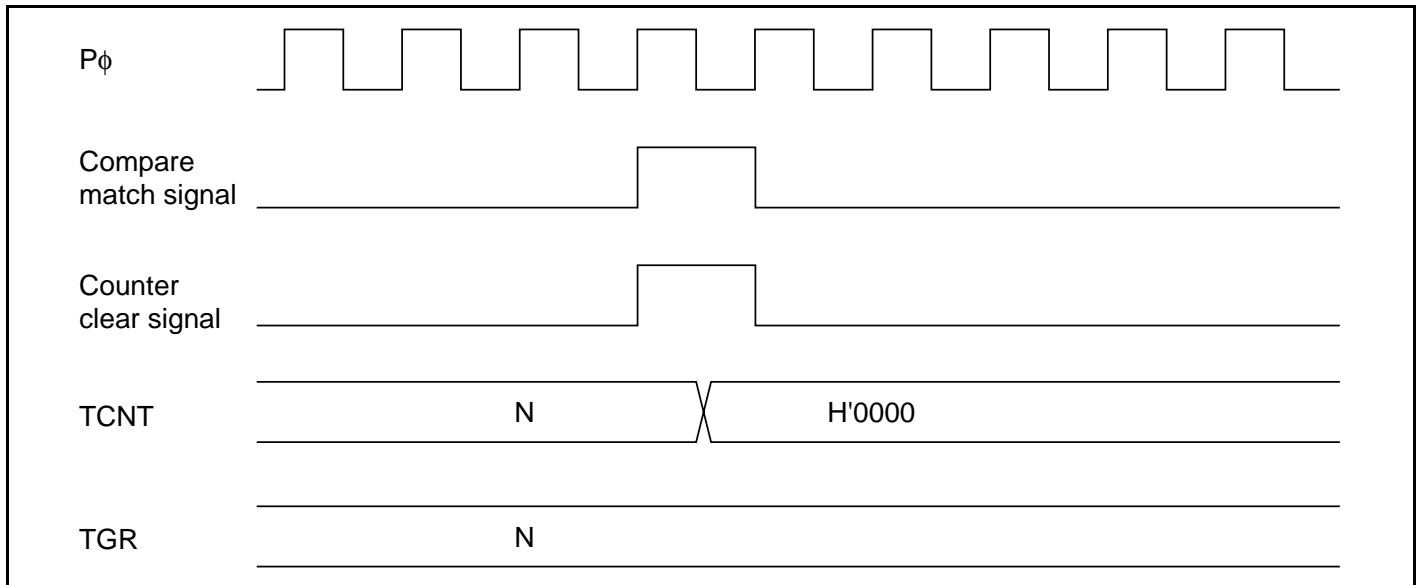 Pϕ
Compare
match signal
Counter
clear signal
TCNT
N
H'0000
TGR
N